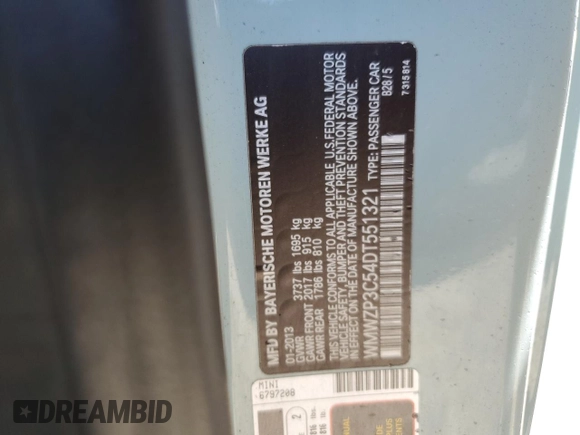 MFD BY BAYERISCHE MOTOREN WERKE AG
01-2013
GVWR 3737 lbs 1695 kg
GAWR FRONT 2017 lbs 915 kg
GAWR REAR 1786 lbs 810 kg
THIS VEHICLE CONFORMS TO ALL APPLICABLE U.S. FEDERAL MOTOR
VEHICLE SAFETY, BUMPER AND THEFT PREVENTION STANDARDS
IN EFFECT ON THE DATE OF MANUFACTURE SHOWN ABOVE.
WMWZP3C54DT551321 TYPE: PASSENGER CAR
B28/5
7315814
MINI
6797208
2
DREAMBID